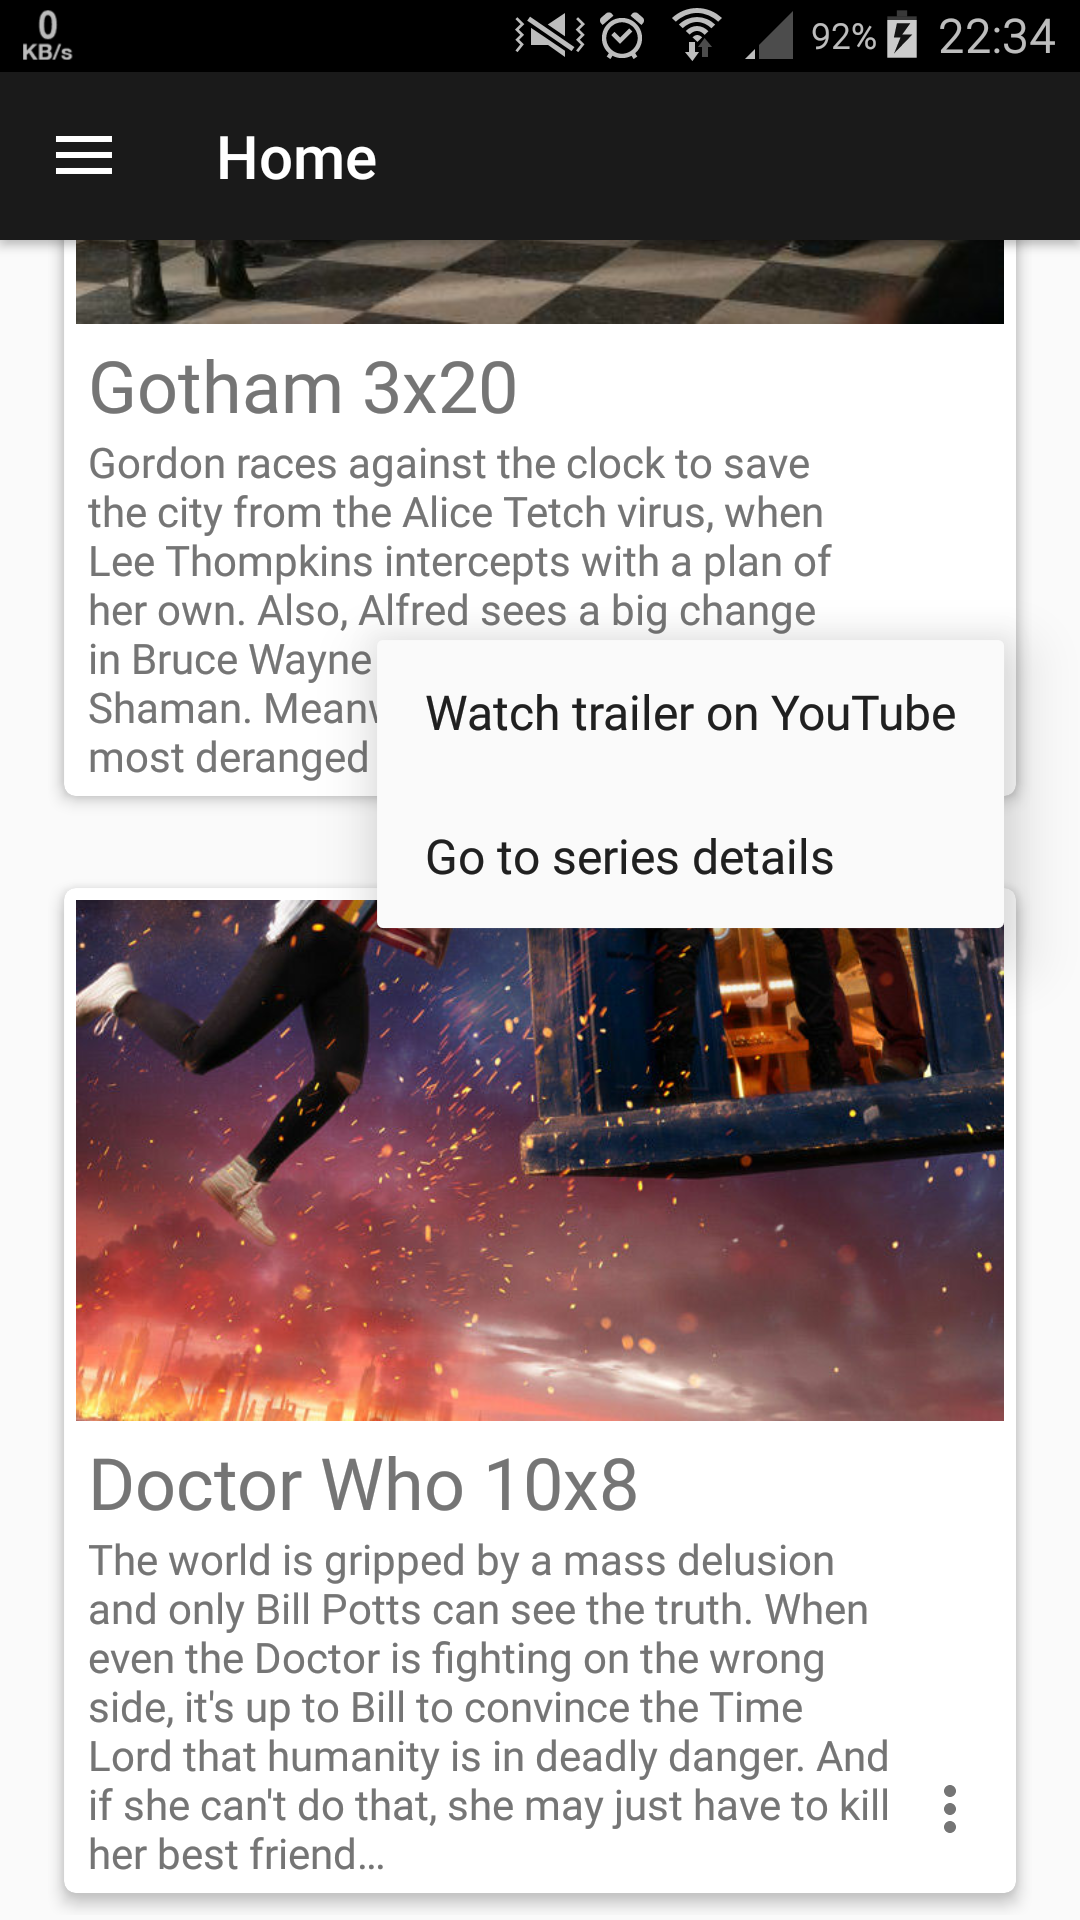 0
KB/s
92%
22:34
Home
Gotham 3x20
Gordon races against the clock to save
the city from the Alice Tetch virus, when
Lee Thompkins intercepts with a plan of
her own. Also, Alfred sees a big change
in Bruce Wayne
Shaman.
most deranged
Watch trailer on YouTube
Go to series details
Doctor Who 10x8
The world is gripped by a mass delusion
and only Bill Potts can see the truth. When
even the Doctor is fighting on the wrong
side, it's up to Bill to convince the Time
Lord that humanity is in deadly danger. And
if she can't do that, she may just have to kill
her best friend...